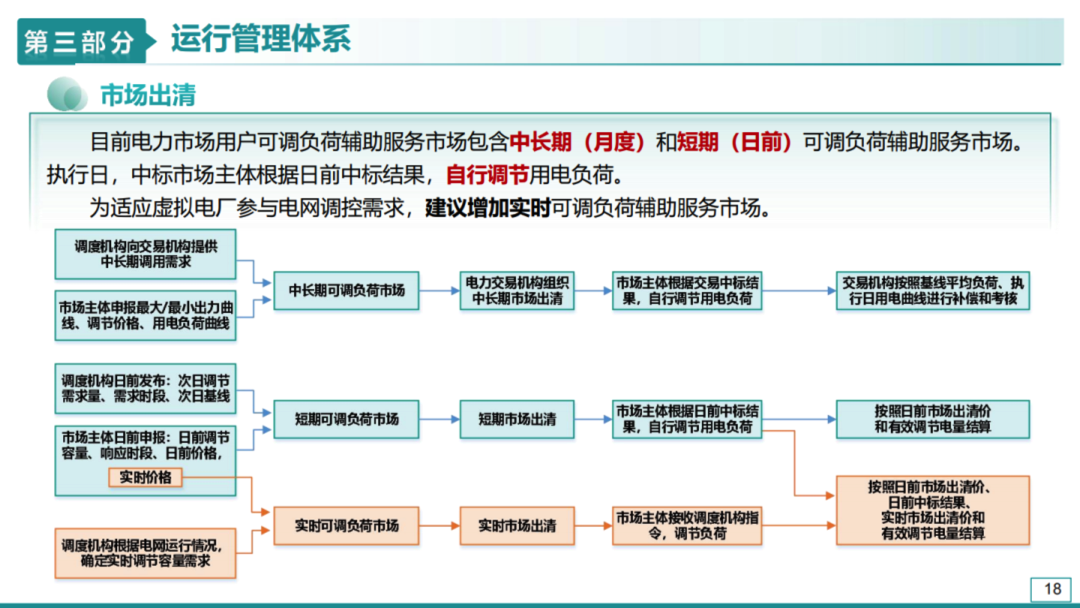 第三部分
运行管理体系
市场出清
目前电力市场用户可调负荷辅助服务市场包含中长期（月度）和短期（日前）可调负荷辅助服务市场。
执行日，中标市场主体根据日前中标结果，自行调节用电负荷。
为适应虚拟电厂参与电网调控需求，建议增加实时可调负荷辅助服务市场。
调度机构向交易机构提供
中长期调用需求
市场主体申报最大/最小出力曲
线、调节价格、用电负荷曲线
中长期可调负荷市场
电力交易机构组织
中长期市场出清
市场主体根据交易中标结
果，自行调节用电负荷
交易机构按照基线平均负荷、执
行日用电曲线进行补偿和考核
调度机构日前发布：次日调节
需求量、需求时段、次日基线
市场主体日前申报：日前调节
容量、响应时段、日前价格，
实时价格
短期可调负荷市场
短期市场出清
市场主体根据日前中标结
果，自行调节用电负荷
按照日前市场出清价
和有效调节电量结算
调度机构根据电网运行情况，
确定实时调节容量需求
实时可调负荷市场
实时市场出清
市场主体接收调度机构指
令，调节负荷
按照日前市场出清价、
日前中标结果、
实时市场出清价和
有效调节电量结算
18